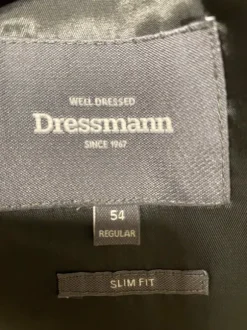 WELL DRESSED
Dressmann
SINCE 1967
54
REGULAR
SLIM FIT